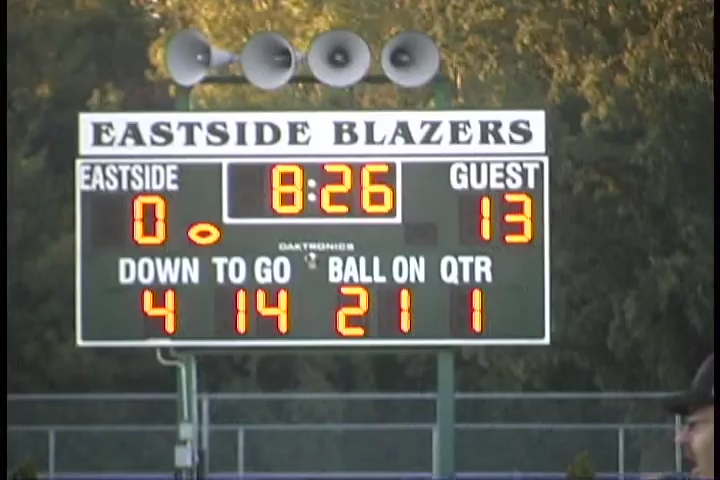 EASTSIDE BLAZERS
EASTSIDE 8:26 GUEST
0 13
DAKTRONICS
DOWN TO GO BALL ON QTR
4 14 21 1